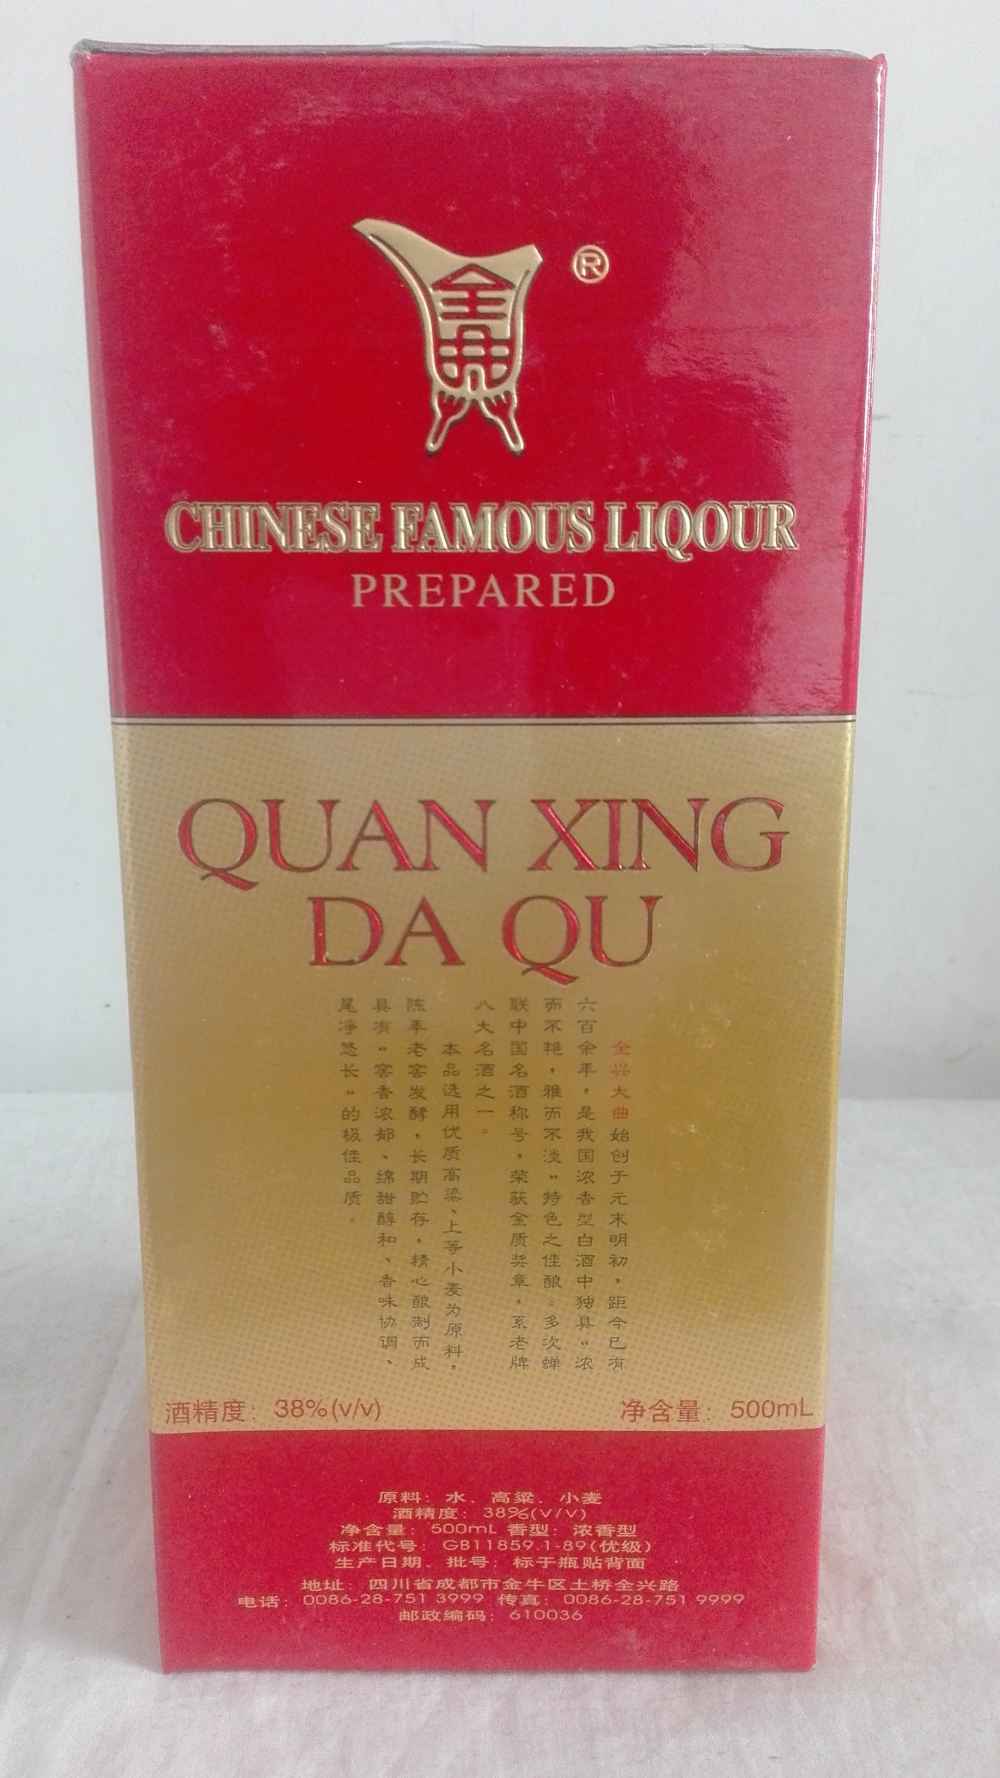 全兴
®
CHINESE FAMOUS LIQOUR
PREPARED
QUAN XING
DA QU
全兴大曲始创于元末明初，距今已有
六百余年，是我国浓香型白酒中独具“浓
而不艳，雅而不淡”特色之佳酿。多次蝉
联中国名酒称号，荣获金质奖章，系老牌
八大名酒之一。
本品选用优质高粱、上等小麦为原料，
陈年老窖发酵，长期贮存，精心酿制而成
具有“窖香浓郁、绵甜醇和、香味协调、
尾净悠长”的极佳品质。
酒精度：38%(v/v)
净含量：500mL
原料：水、高粱、小麦
酒精度：38%(V/V)
净含量：500mL 香型：浓香型
标准代号：GB11859.1-89(优级)
生产日期、批号：标于瓶贴背面
地址：四川省成都市金牛区土桥全兴路
电话：0086-28-751 3999 传真：0086-28-751 9999
邮政编码：610036